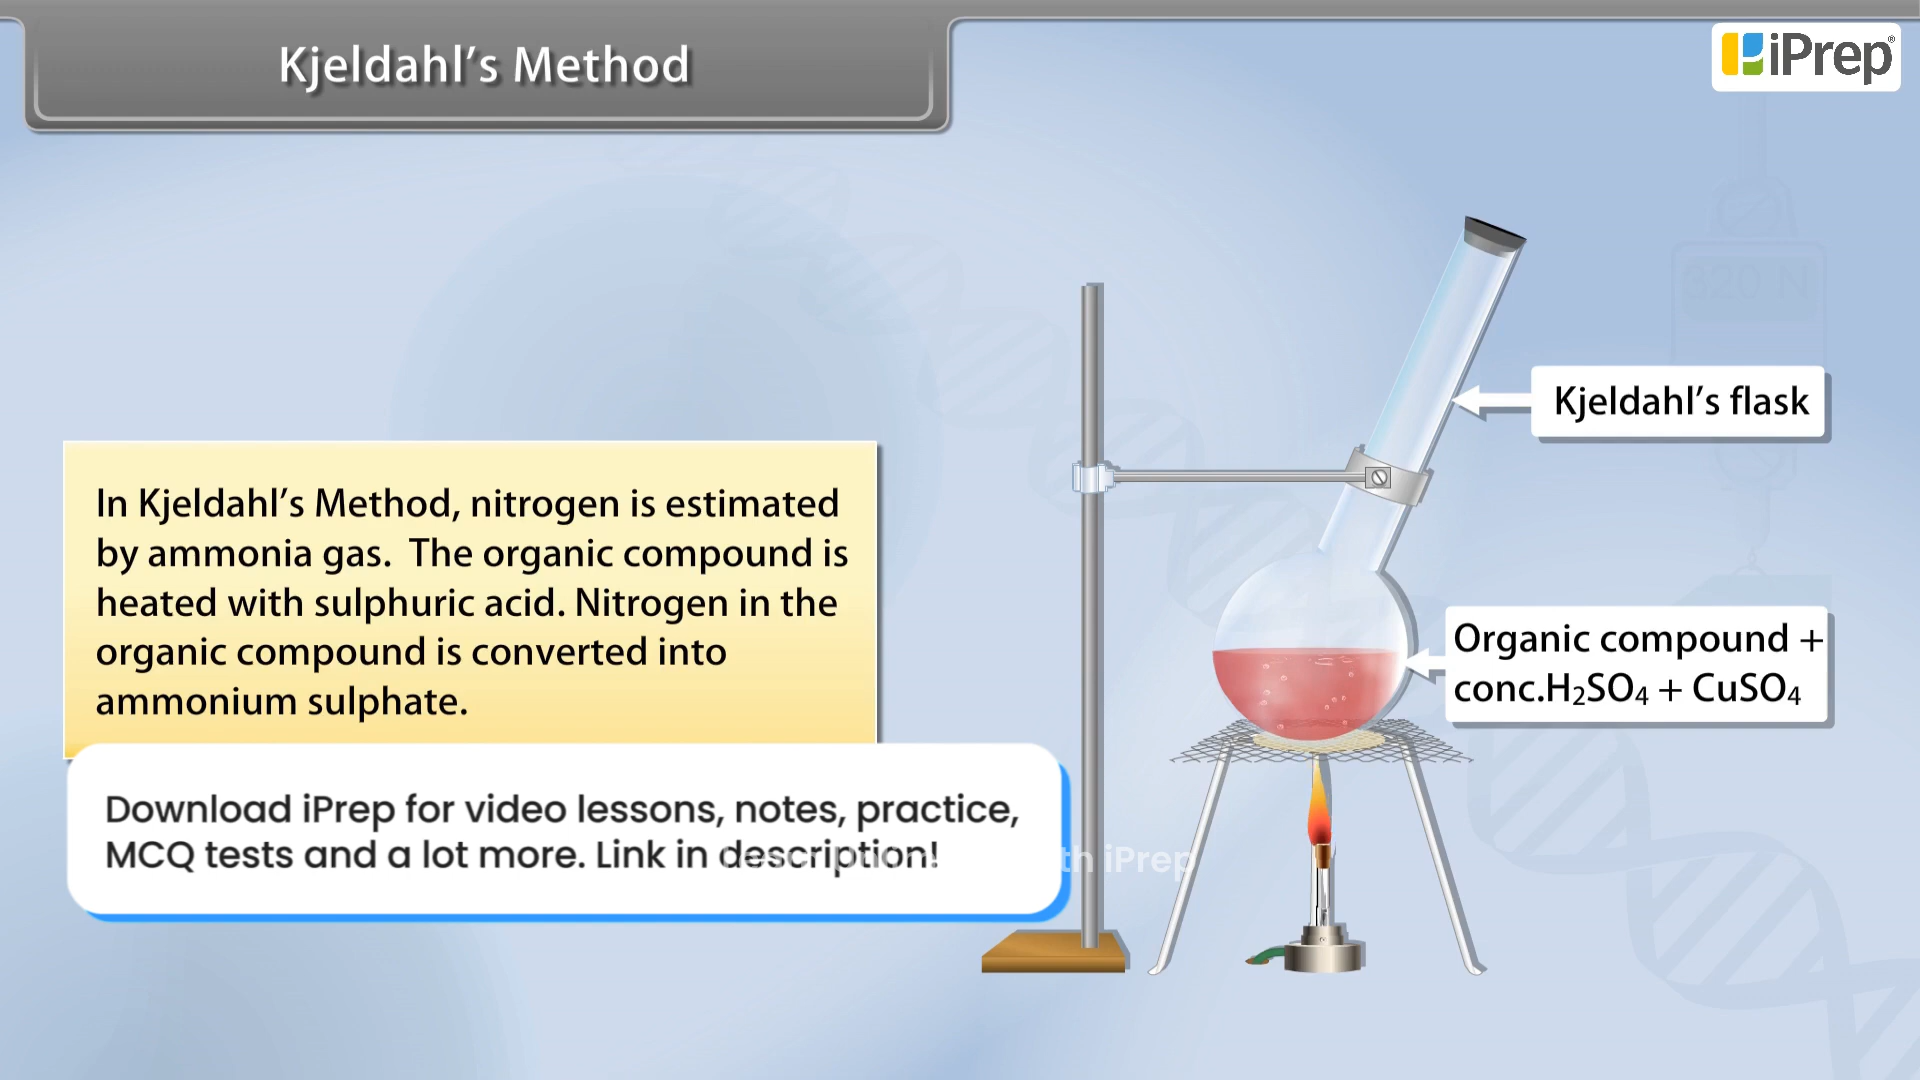 Kjeldahl's Method
iPrep®
Kjeldahl's flask
In Kjeldahl's Method, nitrogen is estimated
by ammonia gas. The organic compound is
heated with sulphuric acid. Nitrogen in the
organic compound is converted into
ammonium sulphate.
Organic compound +
conc.H₂SO₄ + CuSO₄
Download iPrep for video lessons, notes, practice,
MCQ tests and a lot more. Link in description!
iPrep
320 N